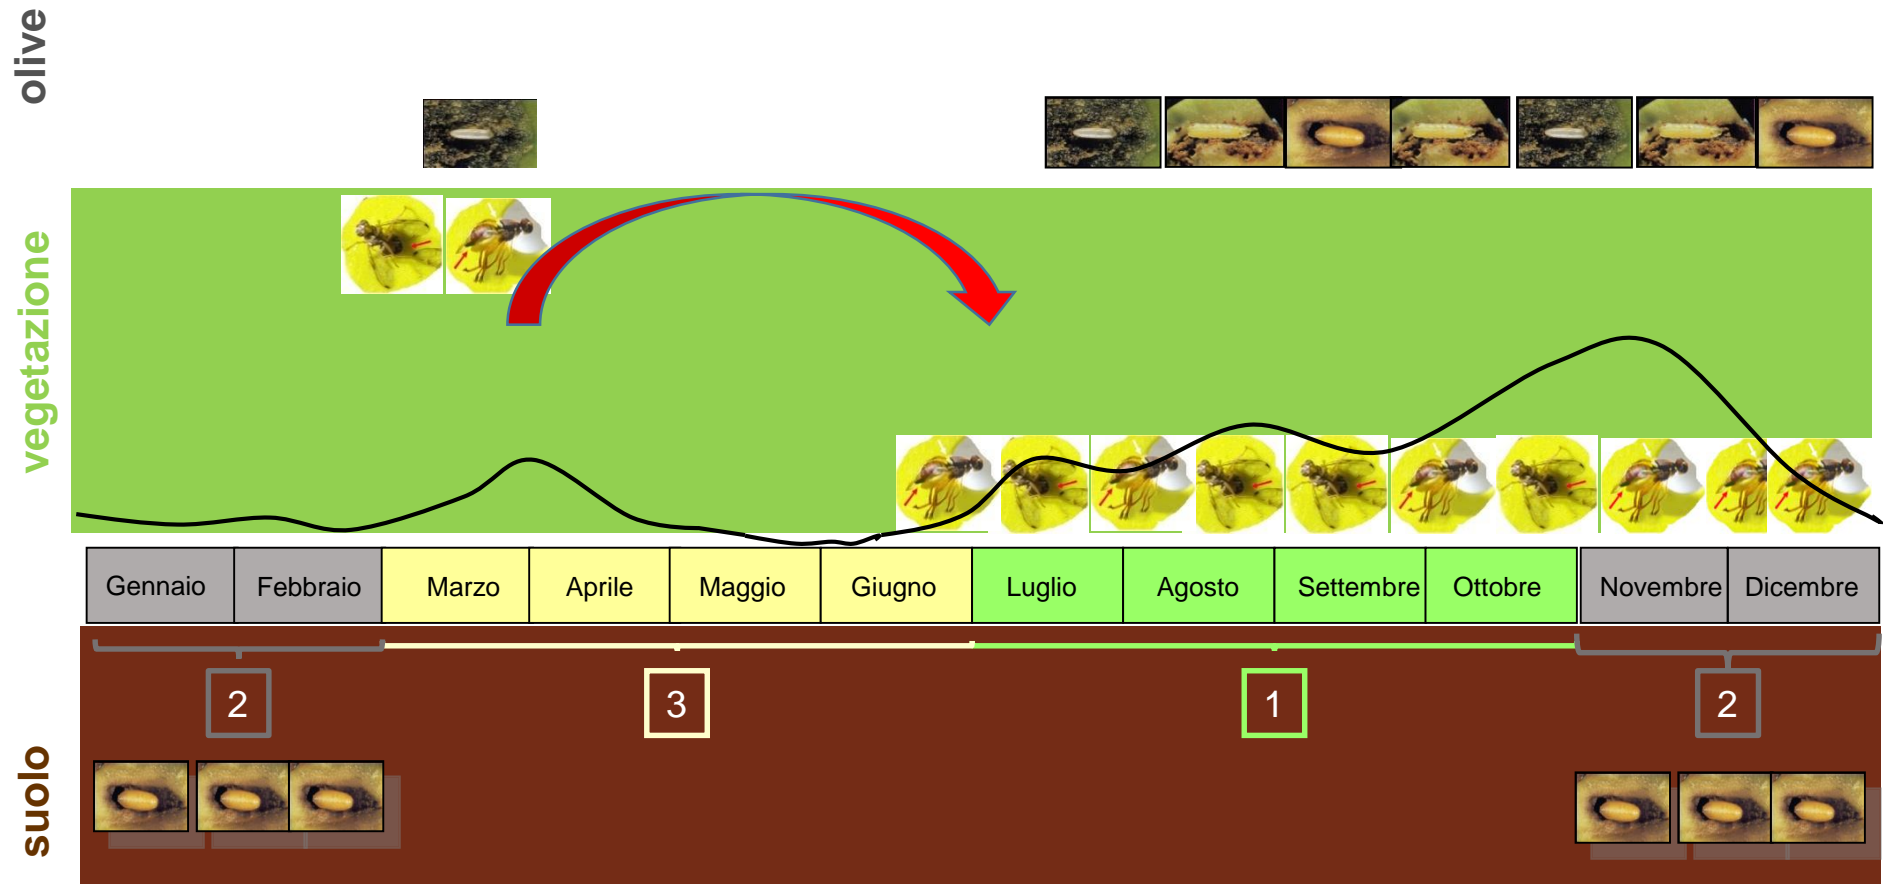 olive
vegetazione
Gennaio Febbraio Marzo Aprile Maggio Giugno Luglio Agosto Settembre Ottobre Novembre Dicembre
2 3 1 2
suolo